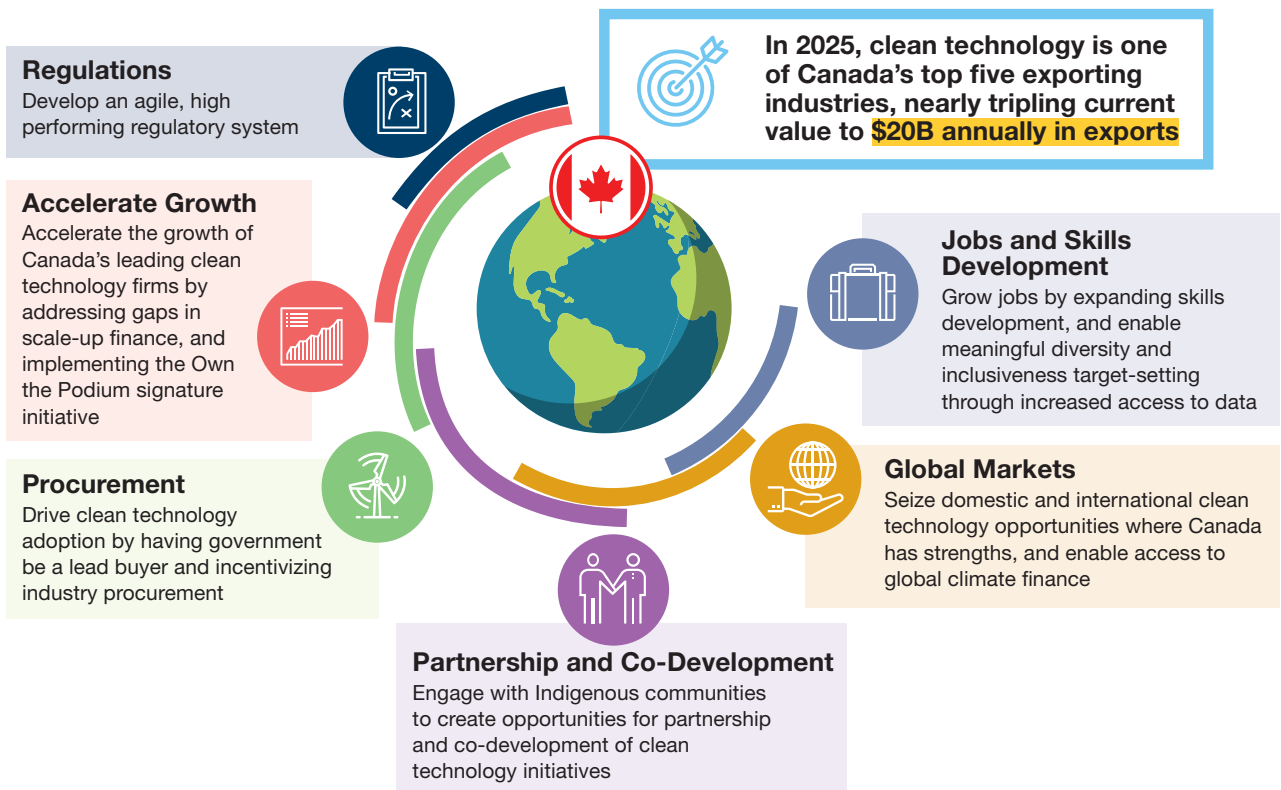 In 2025, clean technology is one
of Canada’s top five exporting
industries, nearly tripling current
value to $20B annually in exports
Regulations
Develop an agile, high
performing regulatory system
Accelerate Growth
Accelerate the growth of
Canada’s leading clean
technology firms by
addressing gaps in
scale-up finance, and
implementing the Own
the Podium signature
initiative
Procurement
Drive clean technology
adoption by having government
be a lead buyer and incentivizing
industry procurement
Partnership and Co-Development
Engage with Indigenous communities
to create opportunities for partnership
and co-development of clean
technology initiatives
Global Markets
Seize domestic and international clean
technology opportunities where Canada
has strengths, and enable access to
global climate finance
Jobs and Skills
Development
Grow jobs by expanding skills
development, and enable
meaningful diversity and
inclusiveness target-setting
through increased access to data